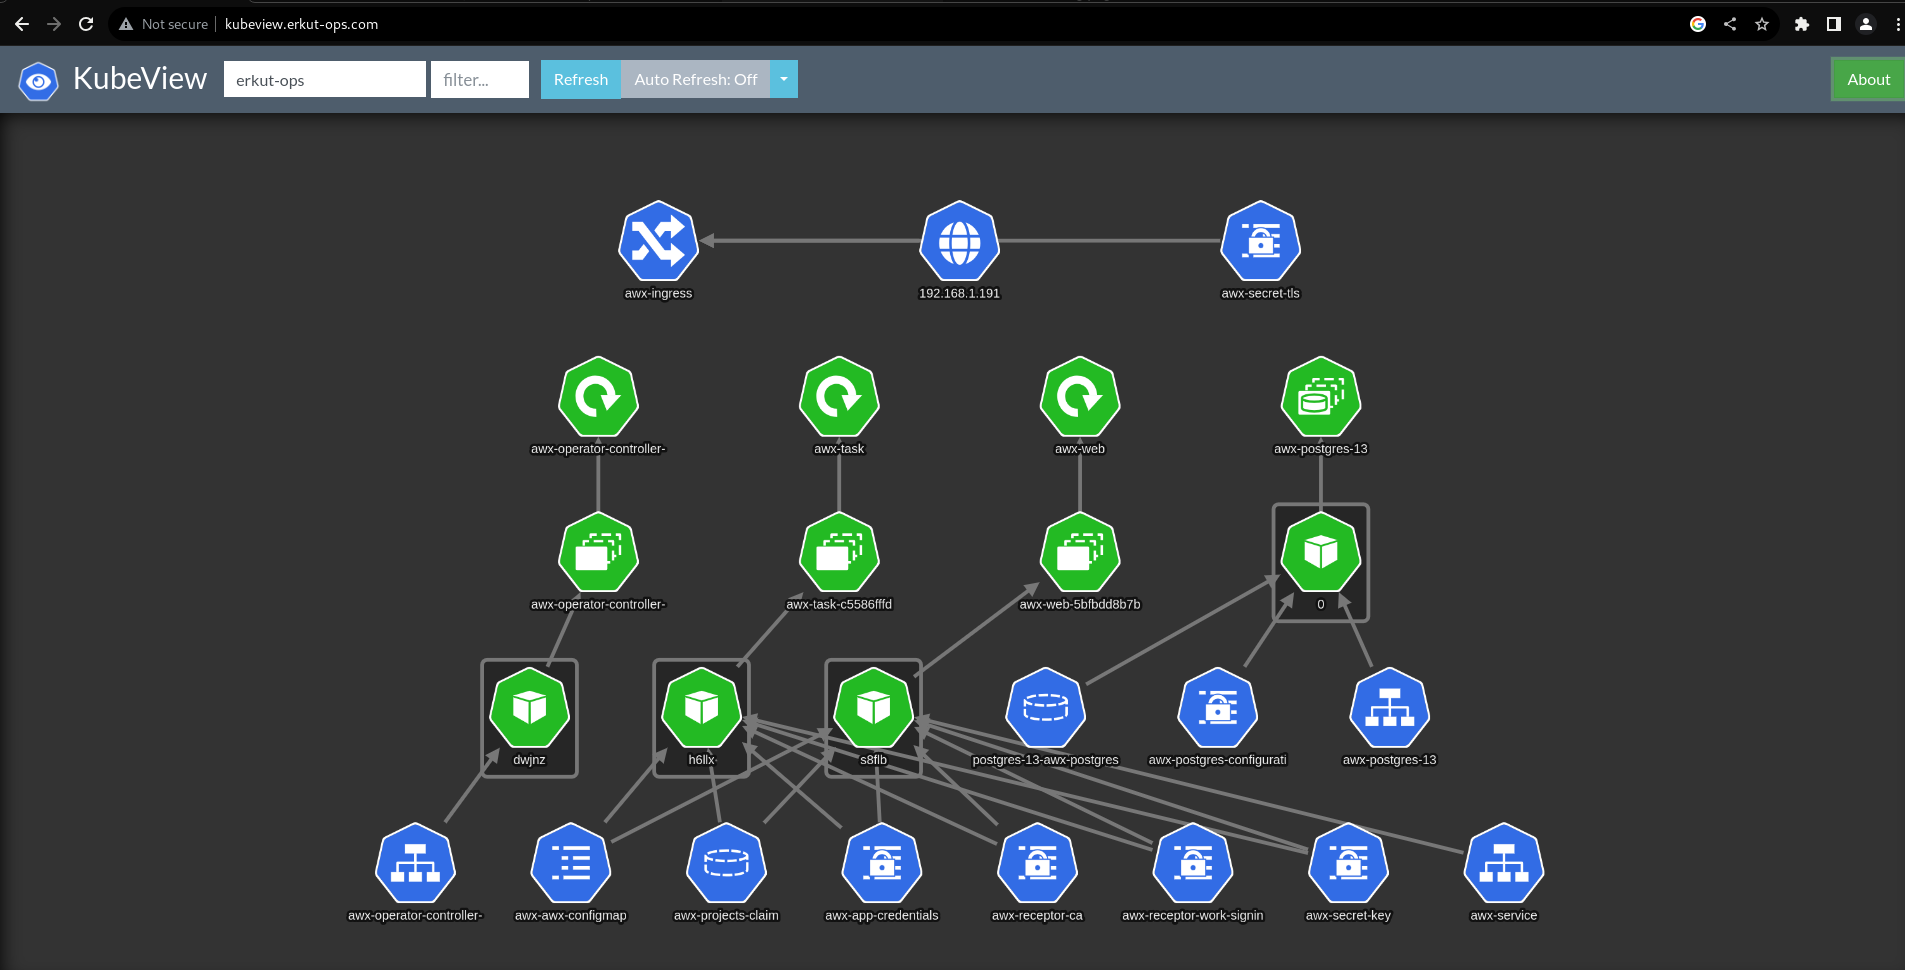 Not secure kubeview.erkut-ops.com
KubeView erkut-ops filter... Refresh Auto Refresh: Off About
awx-ingress 192.168.1.191 awx-secret-tls
awx-operator-controller- awx-task awx-web awx-postgres-13
awx-operator-controller- awx-task-c5586fffd awx-web-5bfbdd8b7b 0
dwjnz h6llx s8flb postgres-13-awx-postgres awx-postgres-configurati awx-postgres-13
awx-operator-controller- awx-awx-configmap awx-projects-claim awx-app-credentials awx-receptor-ca awx-receptor-work-signin awx-secret-key awx-service